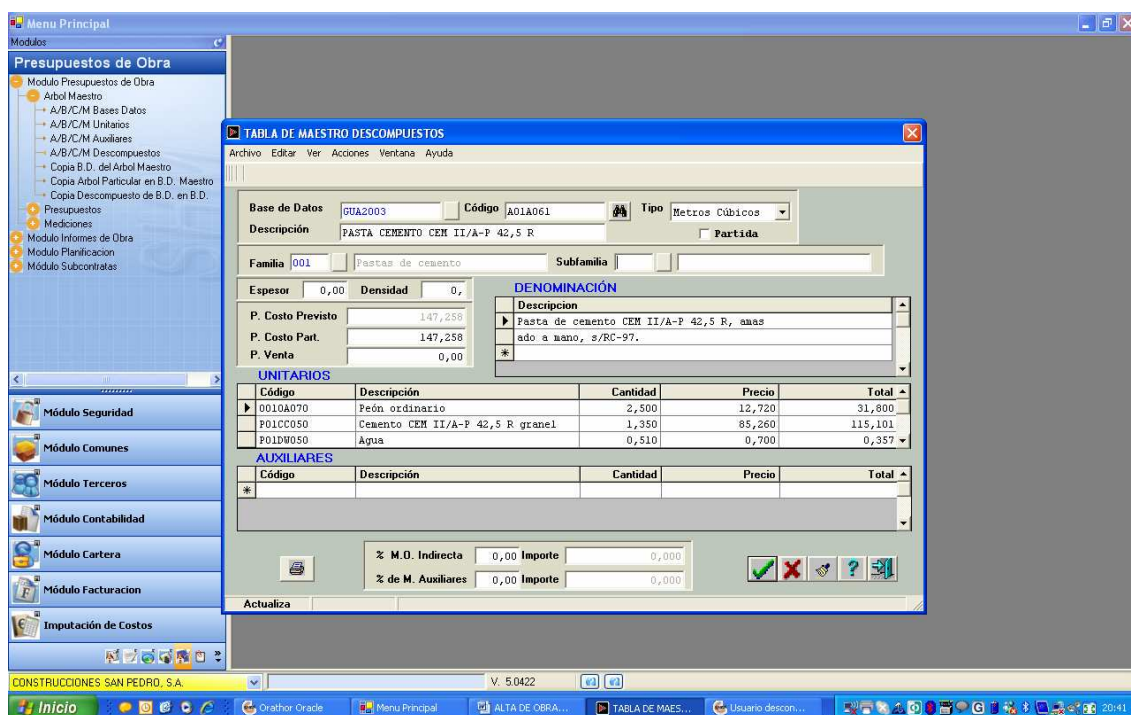 Menu Principal
Modulos
Presupuestos de Obra
Modulo Presupuestos de Obra
Arbol Maestro
A/B/C/M Bases Datos
A/B/C/M Unitarios
A/B/C/M Auxiliares
A/B/C/M Descompuestos
Copia B.D. del Arbol Maestro
Copia Arbol Particular en B.D. Maestro
Copia Descompuesto de B.D. en B.D.
Presupuestos
Mediciones
Modulo Informes de Obra
Modulo Planificacion
Módulo Subcontratas
Módulo Seguridad
Módulo Comunes
Módulo Terceros
Módulo Contabilidad
Módulo Cartera
Módulo Facturacion
Imputación de Costos
TABLA DE MAESTRO DESCOMPUESTOS
Archivo Editar Ver Acciones Ventana Ayuda
Base de Datos GUA2003 Código A01A061 Tipo Metros Cúbicos
Descripción PASTA CEMENTO CEM II/A-P 42,5 R Partida
Familia 001 Pastas de cemento Subfamilia
Espesor 0,00 Densidad 0,
P. Costo Previsto 147,258
P. Costo Part. 147,258
P. Venta 0,00
DENOMINACIÓN
Descripcion
Pasta de cemento CEM II/A-P 42,5 R, amas
ado a mano, s/RC-97.
UNITARIOS
Código Descripción Cantidad Precio Total
0010A070 Peón ordinario 2,500 12,720 31,800
P01CC050 Cemento CEM II/A-P 42,5 R granel 1,350 85,260 115,101
P01DW050 Agua 0,510 0,700 0,357
AUXILIARES
Código Descripción Cantidad Precio Total
% M.O. Indirecta 0,00 Importe 0,000
% de M. Auxiliares 0,00 Importe 0,000
Actualiza
CONSTRUCCIONES SAN PEDRO, S.A. V. 5.0422
Inicio Orathor Oracle Menu Principal ALTA DE OBRA... TABLA DE MAES... Usuario descon... 20:41